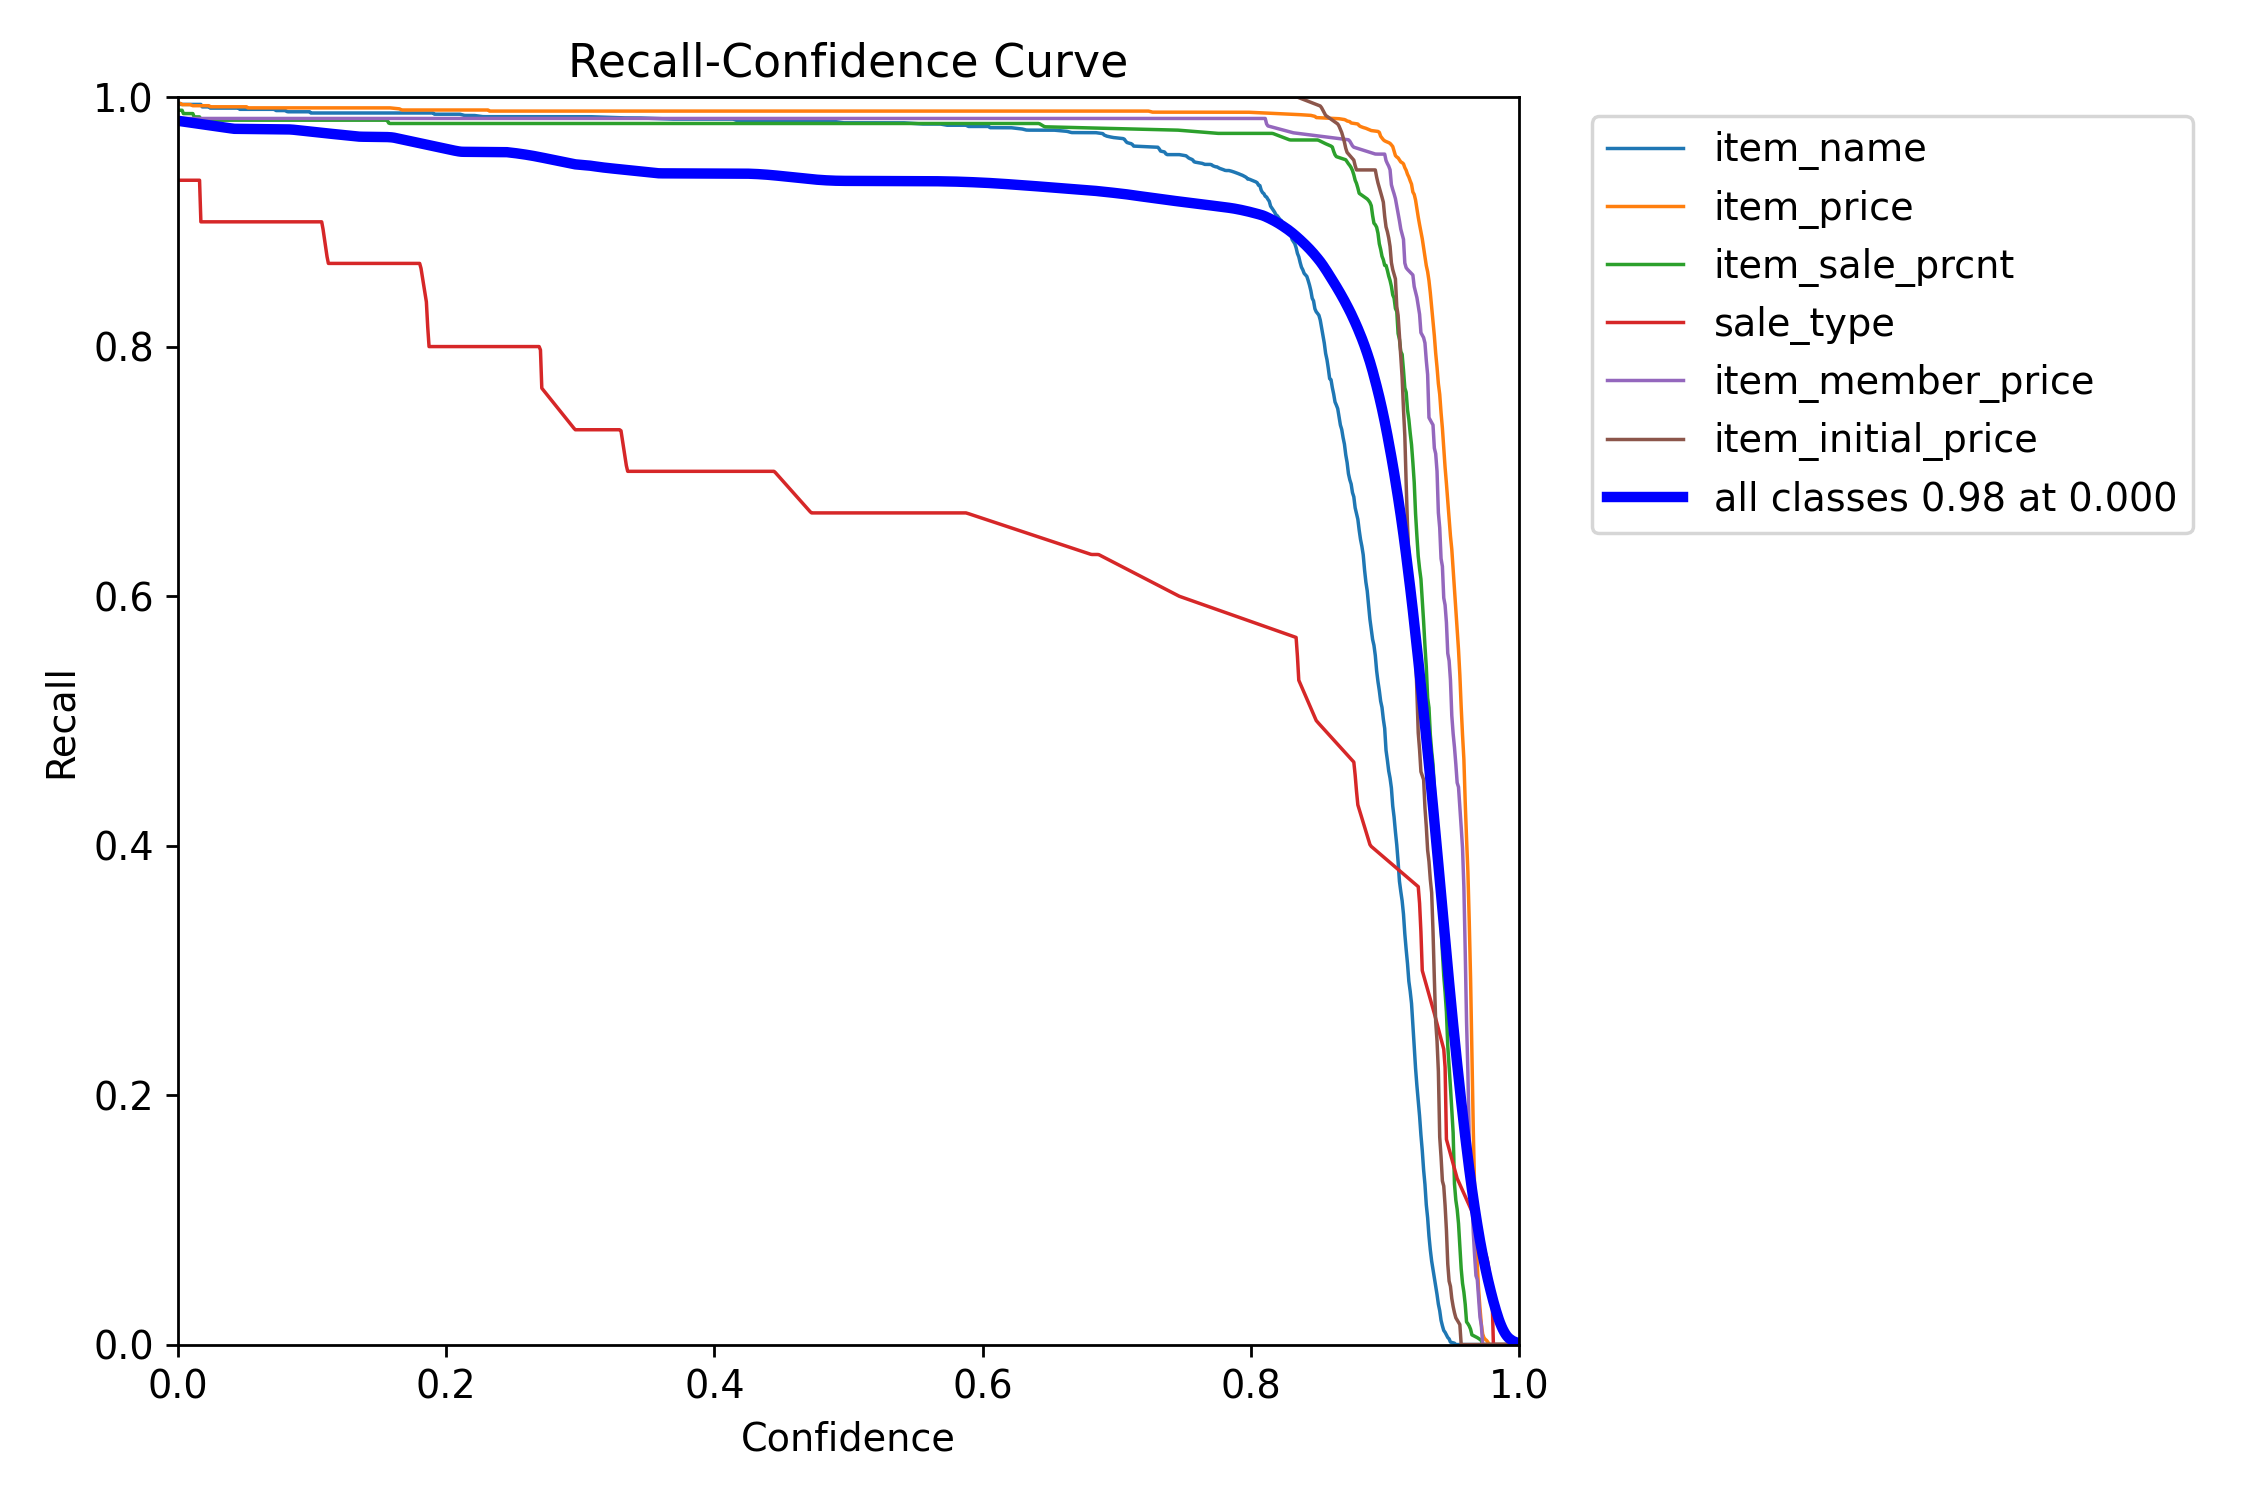 Recall-Confidence Curve
1.0
0.8
0.6
0.4
0.2
0.0
Recall
0.0 0.2 0.4 0.6 0.8 1.0
Confidence
item_name
item_price
item_sale_prcnt
sale_type
item_member_price
item_initial_price
all classes 0.98 at 0.000